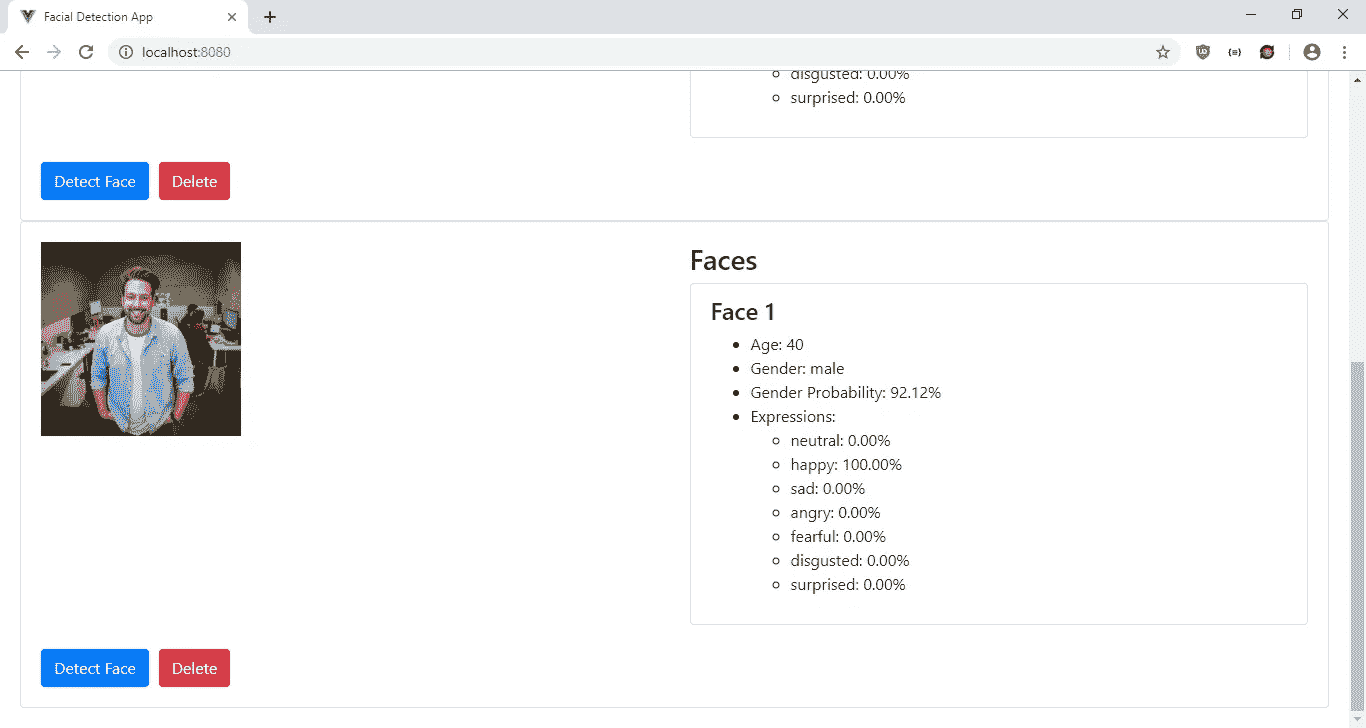 Facial Detection App
localhost:8080
disgusted: 0.00%
surprised: 0.00%
Detect Face Delete
Faces
Face 1
Age: 40
Gender: male
Gender Probability: 92.12%
Expressions:
neutral: 0.00%
happy: 100.00%
sad: 0.00%
angry: 0.00%
fearful: 0.00%
disgusted: 0.00%
surprised: 0.00%
Detect Face Delete